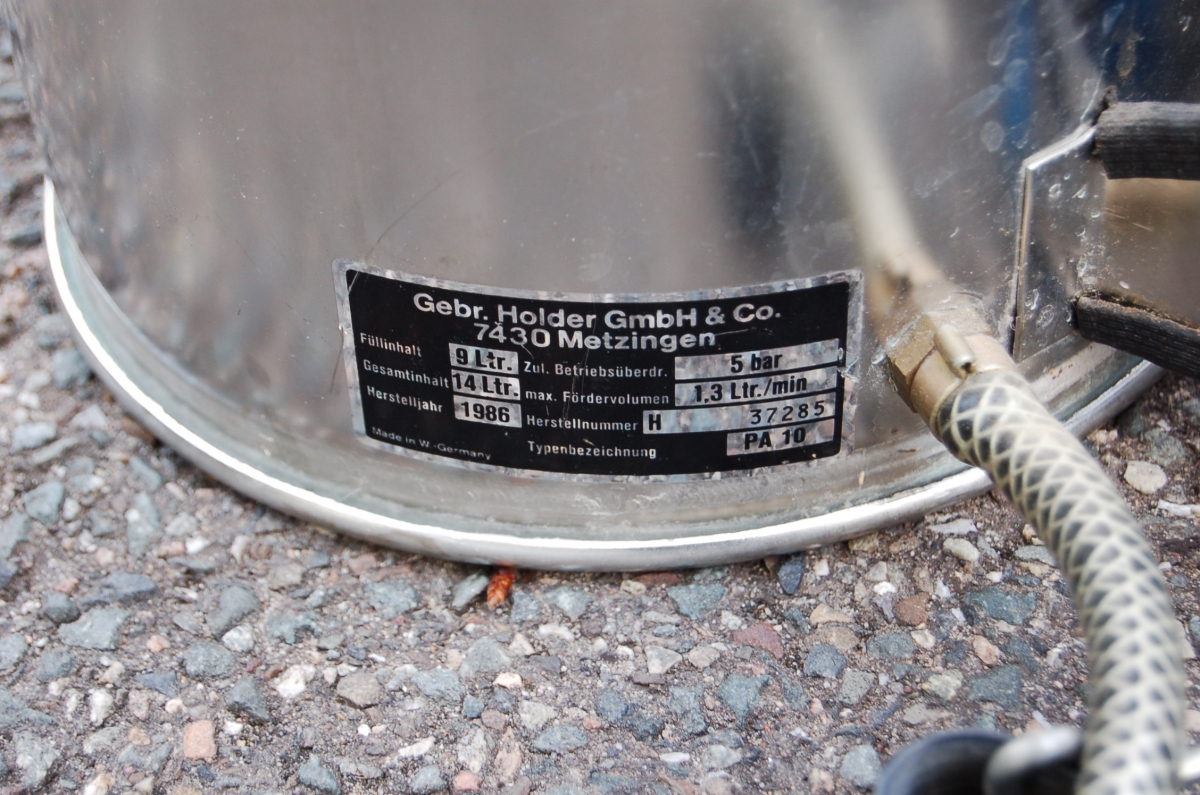 Gebr. Holder GmbH & Co.
7430 Metzingen
Füllinhalt 9 Ltr. Zul. Betriebsüberdr. 5 bar
Gesamtinhalt 14 Ltr. max. Fördervolumen 1,3 Ltr./min
Herstelljahr 1986 Herstellnummer H 37285
Made in W.-Germany Typenbezeichnung PA 10